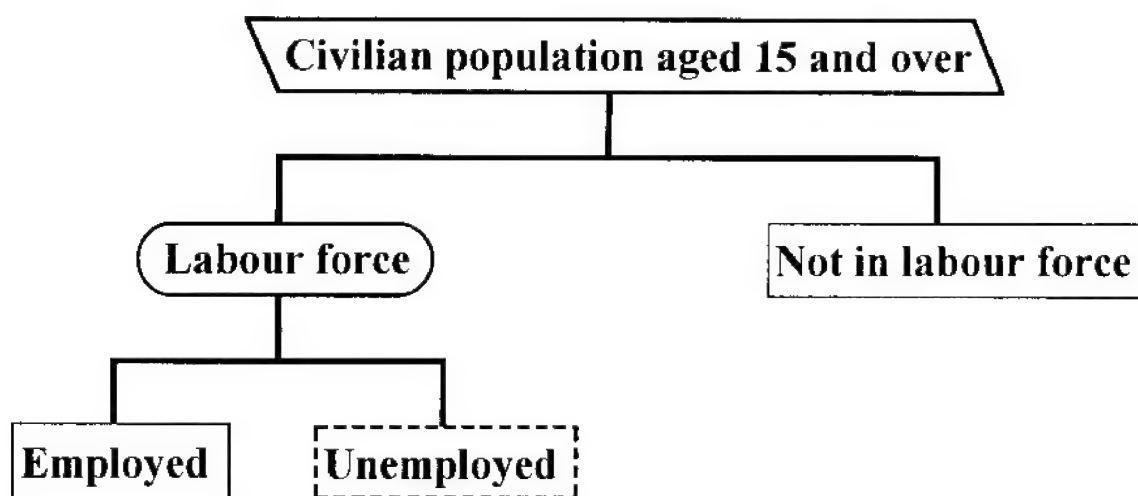 Civilian population aged 15 and over
Labour force
Not in labour force
Employed
Unemployed